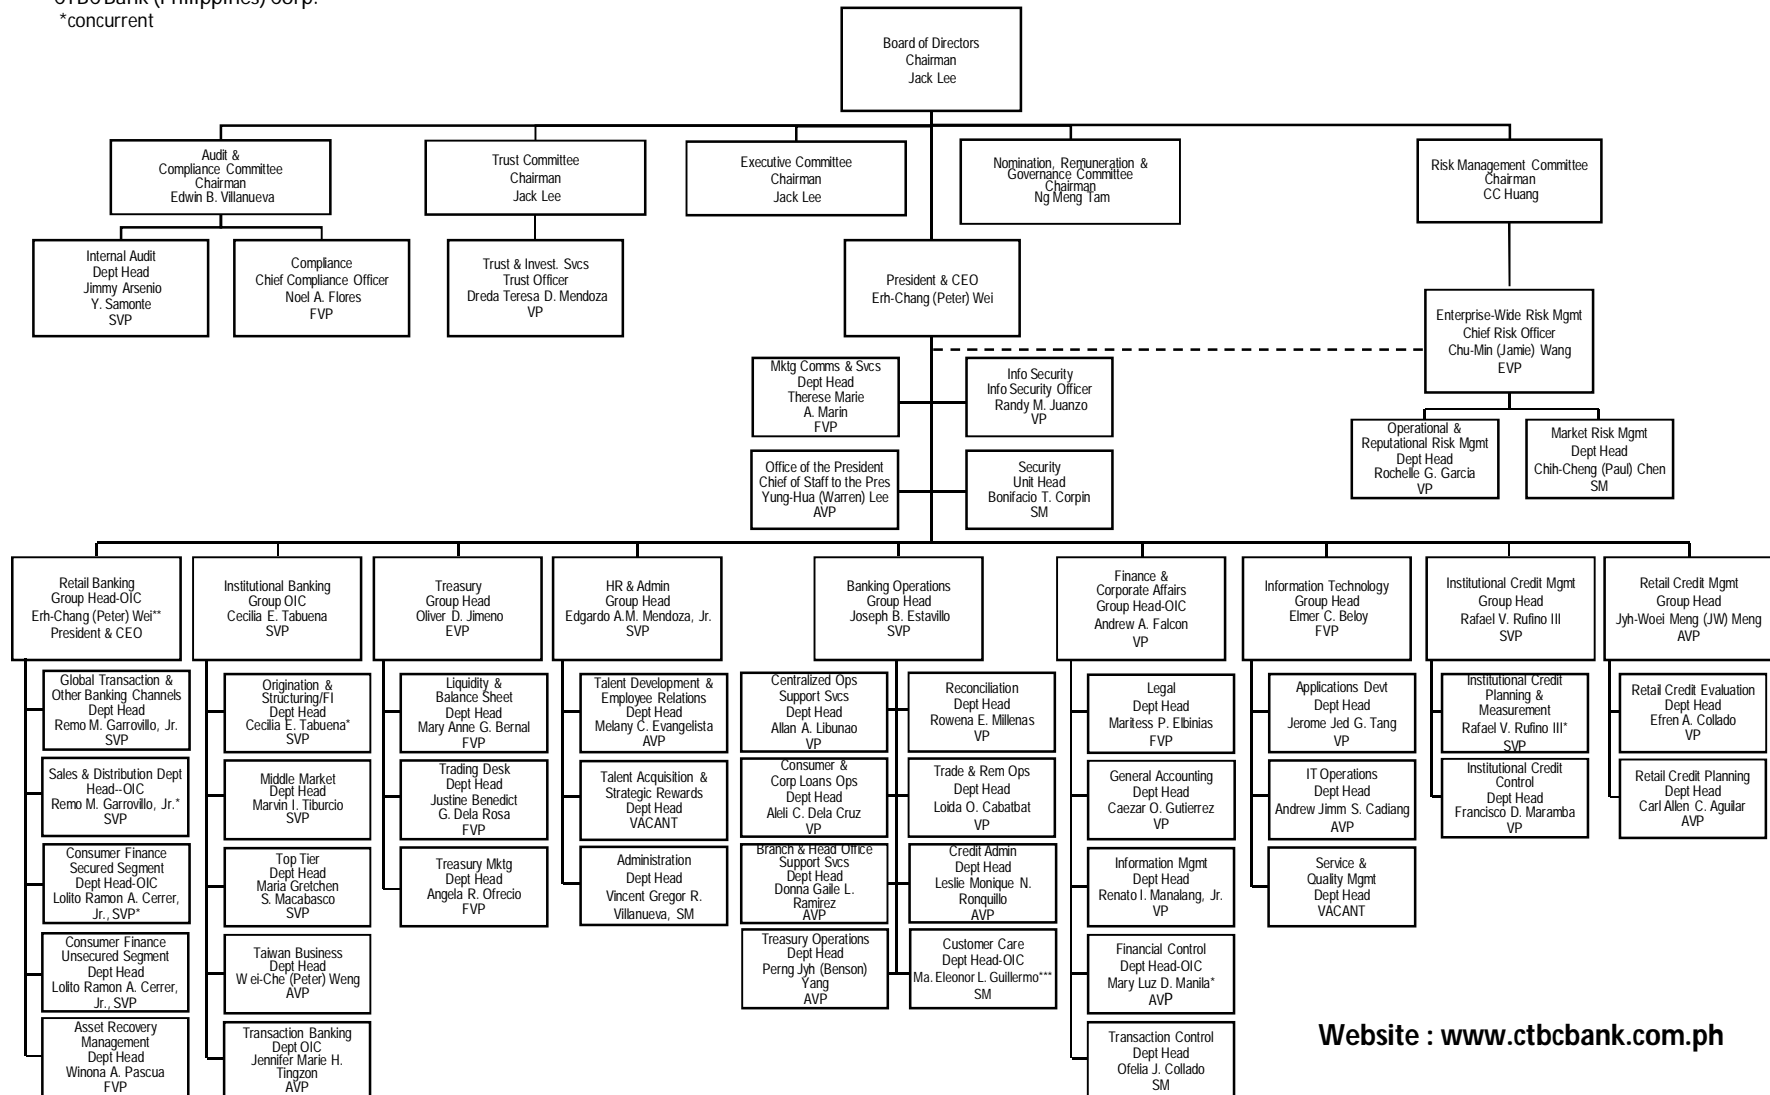 CTBC Bank (Philippines) Corp.
*concurrent
Board of Directors
Chairman
Jack Lee
Audit &
Compliance Committee
Chairman
Edwin B. Villanueva
Trust Committee
Chairman
Jack Lee
Executive Committee
Chairman
Jack Lee
Nomination, Remuneration &
Governance Committee
Chairman
Ng Meng Tam
Risk Management Committee
Chairman
CC Huang
Internal Audit
Dept Head
Jimmy Arsenio
Y. Samonte
SVP
Compliance
Chief Compliance Officer
Noel A. Flores
FVP
Trust & Invest. Svcs
Trust Officer
Dreda Teresa D. Mendoza
VP
President & CEO
Erh-Chang (Peter) Wei
Enterprise-Wide Risk Mgmt
Chief Risk Officer
Chu-Min (Jamie) Wang
EVP
Mktg Comms & Svcs
Dept Head
Therese Marie
A. Marin
FVP
Info Security
Info Security Officer
Randy M. Juanzo
VP
Operational &
Reputational Risk Mgmt
Dept Head
Rochelle G. Garcia
VP
Market Risk Mgmt
Dept Head
Chih-Cheng (Paul) Chen
SM
Office of the President
Chief of Staff to the Pres
Yung-Hua (Warren) Lee
AVP
Security
Unit Head
Bonifacio T. Corpin
SM
Retail Banking
Group Head-OIC
Erh-Chang (Peter) Wei**
President & CEO
Institutional Banking
Group OIC
Cecilia E. Tabuena
SVP
Treasury
Group Head
Oliver D. Jimeno
EVP
HR & Admin
Group Head
Edgardo A.M. Mendoza, Jr.
SVP
Banking Operations
Group Head
Joseph B. Estavillo
SVP
Finance &
Corporate Affairs
Group Head-OIC
Andrew A. Falcon
VP
Information Technology
Group Head
Elmer C. Beloy
FVP
Institutional Credit Mgmt
Group Head
Rafael V. Rufino III
SVP
Retail Credit Mgmt
Group Head
Jyh-Woei Meng (JW) Meng
AVP
Global Transaction &
Other Banking Channels
Dept Head
Remo M. Garrovillo, Jr.
SVP
Sales & Distribution Dept
Head--OIC
Remo M. Garrovillo, Jr.*
SVP
Consumer Finance
Secured Segment
Dept Head-OIC
Lolito Ramon A. Cerrer,
Jr., SVP*
Consumer Finance
Unsecured Segment
Dept Head
Lolito Ramon A. Cerrer,
Jr., SVP
Asset Recovery
Management
Dept Head
Winona A. Pascua
FVP
Origination &
Structuring/FI
Dept Head
Cecilia E. Tabuena*
SVP
Middle Market
Dept Head
Marvin I. Tiburcio
SVP
Top Tier
Dept Head
Maria Gretchen
S. Macabasco
SVP
Taiwan Business
Dept Head
Wei-Che (Peter) Weng
AVP
Transaction Banking
Dept OIC
Jennifer Marie H.
Tingzon
AVP
Liquidity &
Balance Sheet
Dept Head
Mary Anne G. Bernal
FVP
Trading Desk
Dept Head
Justine Benedict
G. Dela Rosa
FVP
Treasury Mktg
Dept Head
Angela R. Ofrecio
FVP
Talent Development &
Employee Relations
Dept Head
Melany C. Evangelista
AVP
Talent Acquisition &
Strategic Rewards
Dept Head
VACANT
Administration
Dept Head
Vincent Gregor R.
Villanueva, SM
Centralized Ops
Support Svcs
Dept Head
Allan A. Libunao
VP
Consumer &
Corp Loans Ops
Dept Head
Aleli C. Dela Cruz
VP
Branch & Head Office
Support Svcs
Dept Head
Donna Gaile L.
Ramirez
AVP
Treasury Operations
Dept Head
Perng Jyh (Benson)
Yang
AVP
Reconciliation
Dept Head
Rowena E. Millenas
VP
Trade & Rem Ops
Dept Head
Loida O. Cabatbat
VP
Credit Admin
Dept Head
Leslie Monique N.
Ronquillo
AVP
Customer Care
Dept Head-OIC
Ma. Eleonor L. Guillermo***
SM
Legal
Dept Head
Maritess P. Elbinias
FVP
General Accounting
Dept Head
Caezar O. Gutierrez
VP
Information Mgmt
Dept Head
Renato I. Manalang, Jr.
VP
Financial Control
Dept Head-OIC
Mary Luz D. Manila*
AVP
Transaction Control
Dept Head
Ofelia J. Collado
SM
Applications Devt
Dept Head
Jerome Jed G. Tang
VP
IT Operations
Dept Head
Andrew Jimm S. Cadiang
AVP
Service &
Quality Mgmt
Dept Head
VACANT
Institutional Credit
Planning &
Measurement
Rafael V. Rufino III*
SVP
Institutional Credit
Control
Dept Head
Francisco D. Maramba
VP
Retail Credit Evaluation
Dept Head
Efren A. Collado
VP
Retail Credit Planning
Dept Head
Carl Allen C. Aguilar
AVP
Website : www.ctbcbank.com.ph